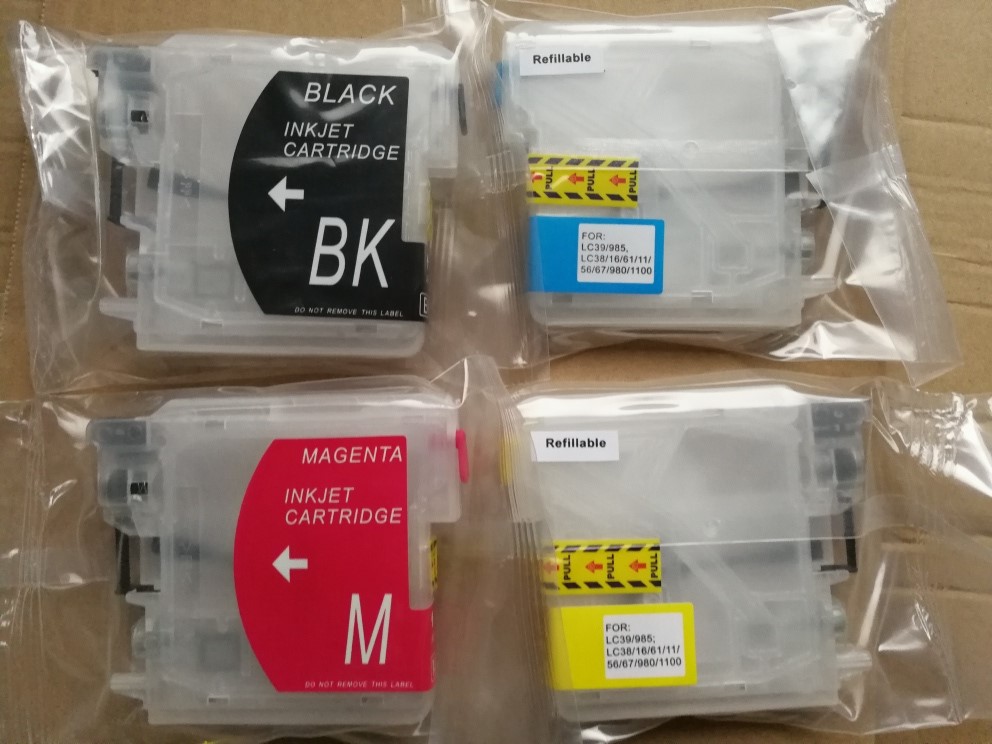 BLACK
INKJET
CARTRIDGE
BK
DO NOT REMOVE THIS LABEL
Refillable
PULL
PULL
PULL
FOR:
LC39/985,
LC38/16/61/11/
56/67/980/1100
MAGENTA
INKJET
CARTRIDGE
M
DO NOT REMOVE THIS LABEL
Refillable
PULL
PULL
PULL
FOR:
LC39/985;
LC38/16/61/11/
56/67/980/1100